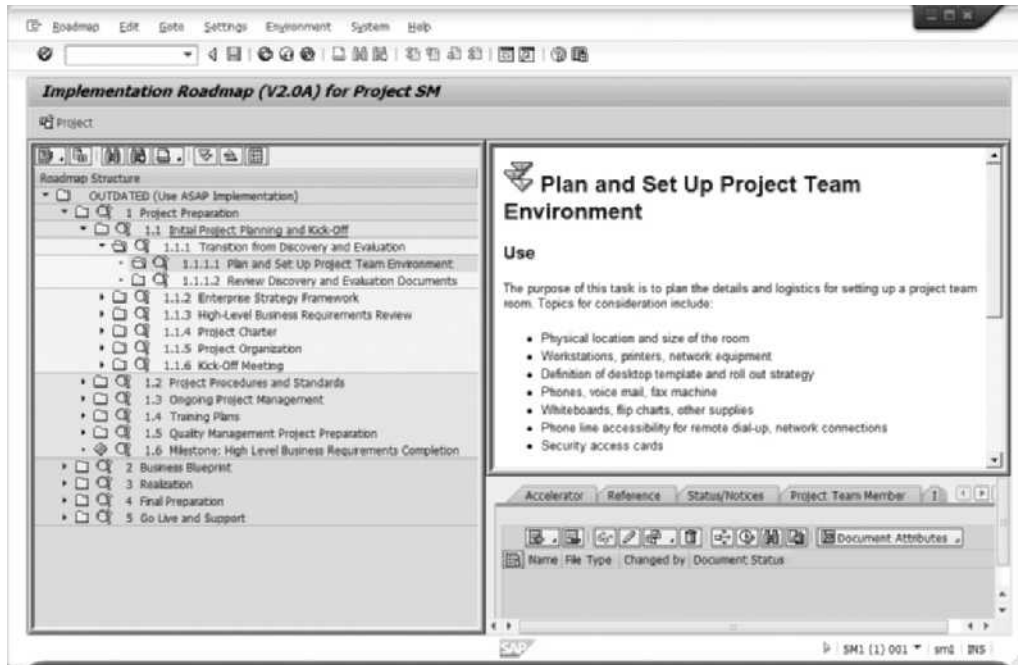 Roadmap Edit Goto Settings Environment System Help
Implementation Roadmap (V2.0A) for Project SM
Project
Roadmap Structure
OUTDATED (Use ASAP Implementation)
1 Project Preparation
1.1 Initial Project Planning and Kick-Off
1.1.1 Transition from Discovery and Evaluation
1.1.1.1 Plan and Set Up Project Team Environment
1.1.1.2 Review Discovery and Evaluation Documents
1.1.2 Enterprise Strategy Framework
1.1.3 High-Level Business Requirements Review
1.1.4 Project Charter
1.1.5 Project Organization
1.1.6 Kick-Off Meeting
1.2 Project Procedures and Standards
1.3 Ongoing Project Management
1.4 Training Plans
1.5 Quality Management Project Preparation
1.6 Milestone: High Level Business Requirements Completion
2 Business Blueprint
3 Realization
4 Final Preparation
5 Go Live and Support
Plan and Set Up Project Team
Environment
Use
The purpose of this task is to plan the details and logistics for setting up a project team
room. Topics for consideration include:
• Physical location and size of the room
• Workstations, printers, network equipment
• Definition of desktop template and roll out strategy
• Phones, voice mail, fax machine
• Whiteboards, flip charts, other supplies
• Phone line accessibility for remote dial-up, network connections
• Security access cards
Accelerator Reference Status/Notices Project Team Member
Document Attributes
Name File Type Changed by Document Status
SAP
SM1 (1) 001 INS